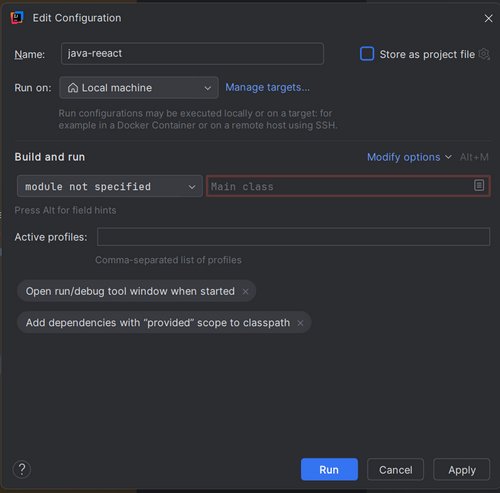 Edit Configuration
Name: java-reeact Store as project file
Run on: Local machine Manage targets...
Run configurations may be executed locally or on a target: for
example in a Docker Container or on a remote host using SSH.
Build and run Modify options Alt+M
module not specified Main class
Press Alt for field hints
Active profiles:
Comma-separated list of profiles
Open run/debug tool window when started ×
Add dependencies with “provided” scope to classpath ×
? Run Cancel Apply